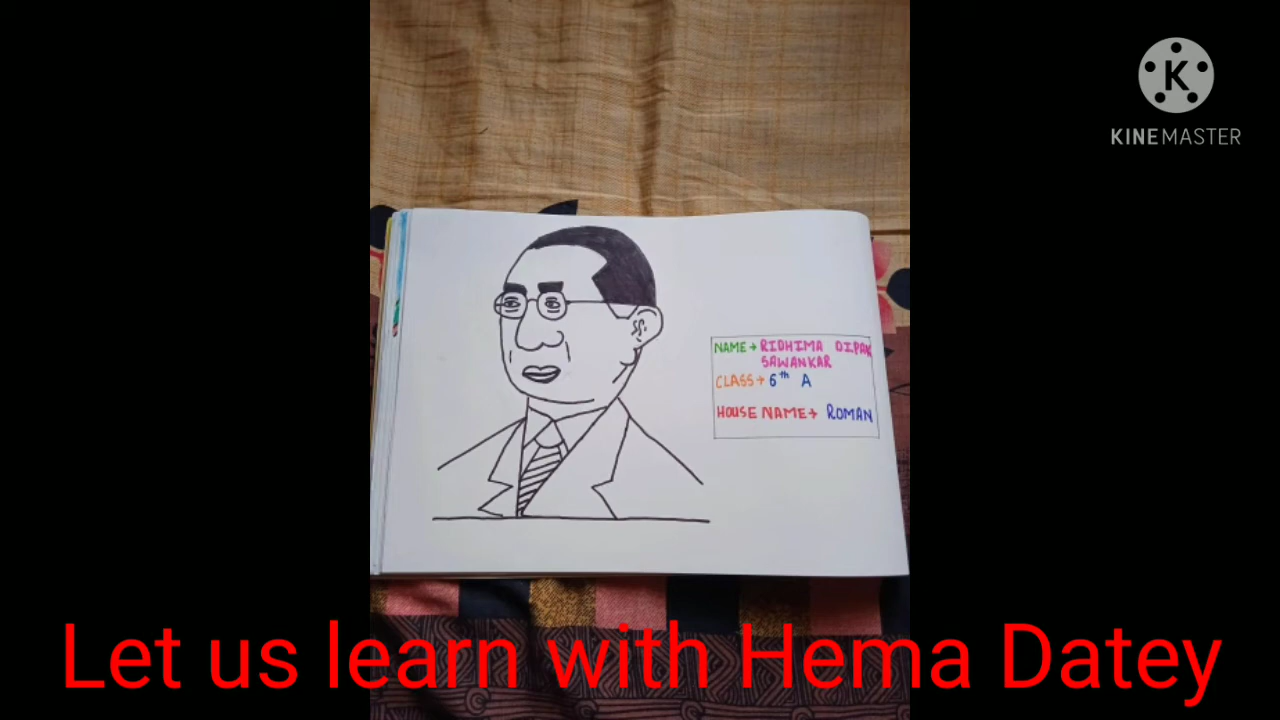 KINEMASTER
NAME → RIDHIMA DIPAK
SAWANKAR
CLASS → 6th A
HOUSE NAME → ROMAN
Let us learn with Hema Datey